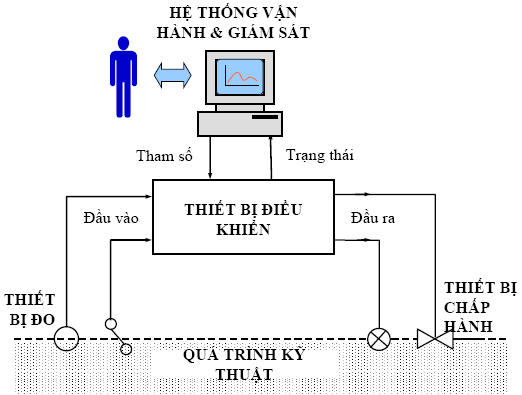 HỆ THỐNG VẬN
HÀNH & GIÁM SÁT
Tham số
Trạng thái
Đầu vào
THIẾT BỊ ĐIỀU
KHIỂN
Đầu ra
THIẾT
BỊ ĐO
THIẾT BỊ
CHẤP
HÀNH
QUÁ TRÌNH KỸ
THUẬT